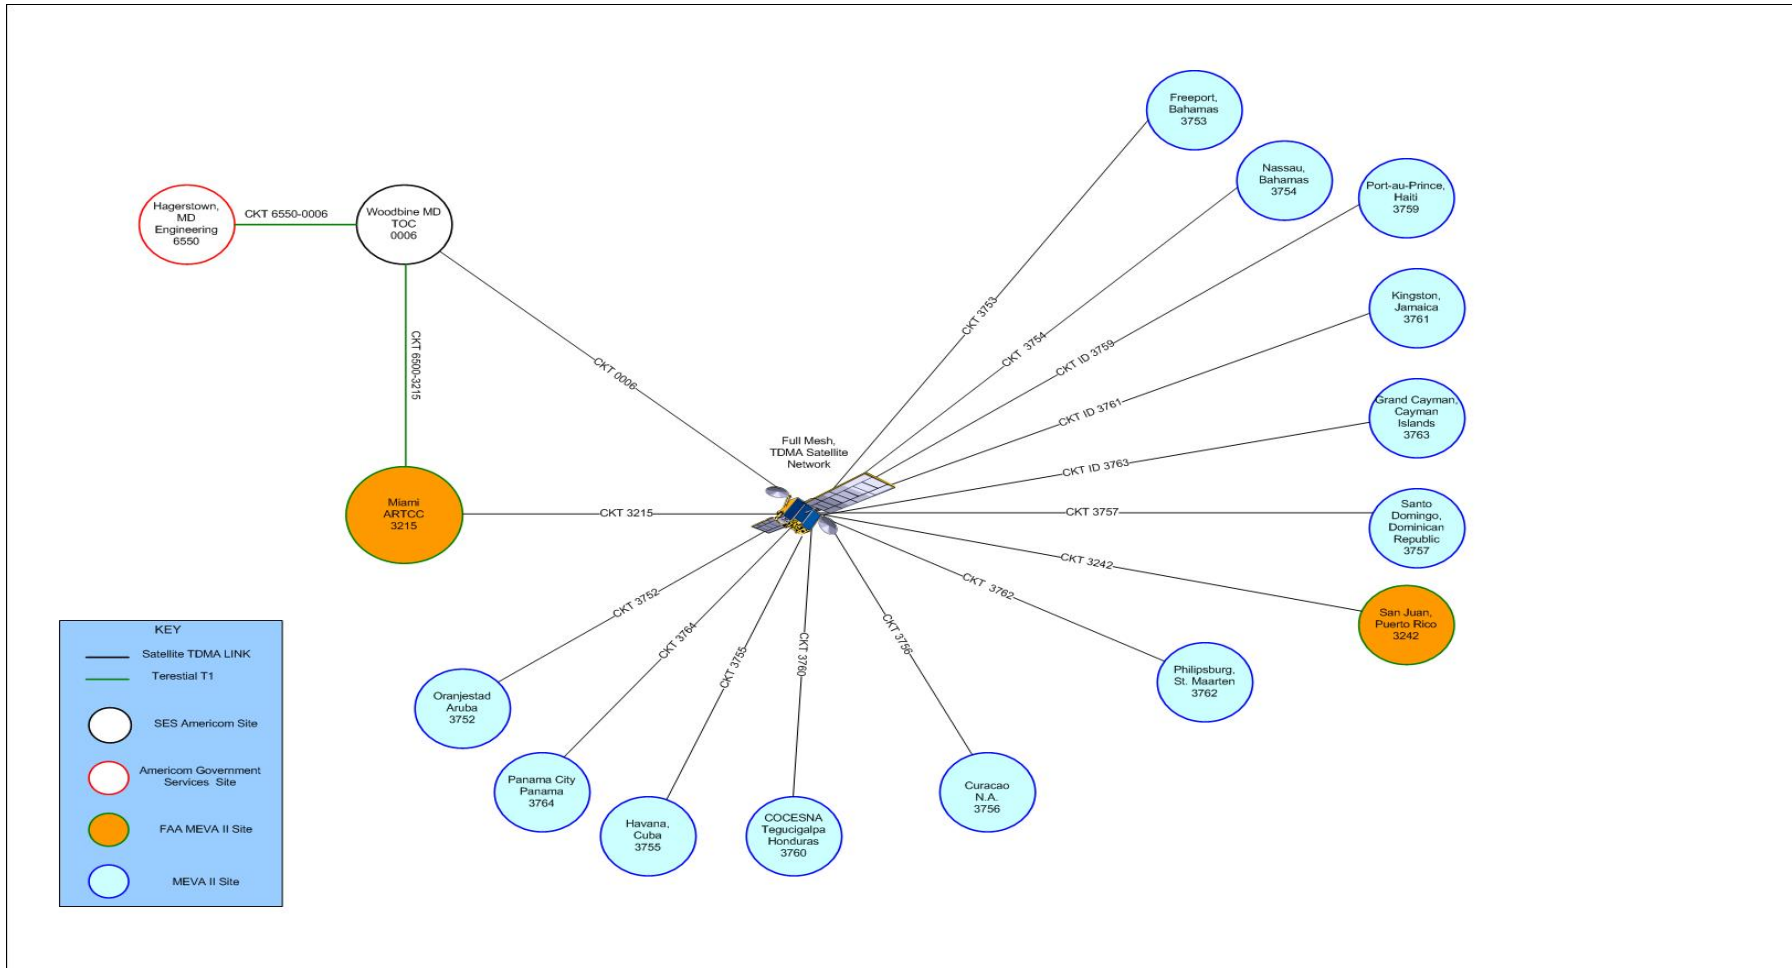 Freeport,
Bahamas
3753
Nassau,
Bahamas
3754
Port-au-Prince,
Haiti
3759
Hagerstown,
MD
Engineering
6550
CKT 6550-0006
Woodbine MD
TOC
0006
Kingston,
Jamaica
3761
CKT 3753
CKT 3754
CKT ID 3759
CKT 6500-3215
CKT 0006
CKT ID 3761
Grand Cayman,
Cayman
Islands
3763
Full Mesh,
TDMA Satellite
Network
CKT ID 3763
Miami
ARTCC
3215
CKT 3215
CKT 3757
Santo
Domingo,
Dominican
Republic
3757
CKT 3242
CKT 3762
San Juan,
Puerto Rico
3242
CKT 3752
CKT 3764
CKT 3755
CKT 3760
CKT 3756
Philipsburg,
St. Maarten
3762
Oranjestad
Aruba
3752
Panama City
Panama
3764
Havana,
Cuba
3755
COCESNA
Tegucigalpa
Honduras
3760
Curacao
N.A.
3756
KEY
Satellite TDMA LINK
Terestial T1
SES Americom Site
Americom Government
Services Site
FAA MEVA II Site
MEVA II Site